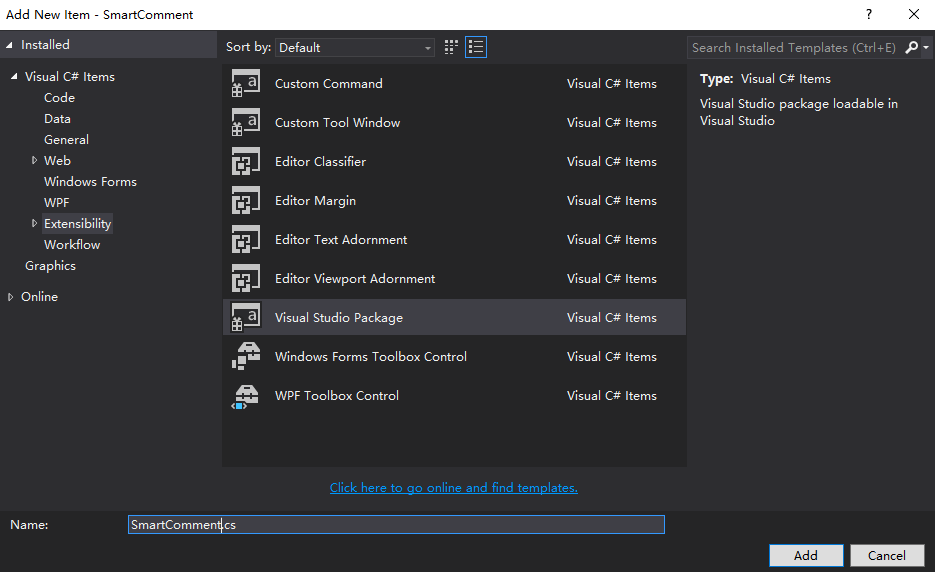 Add New Item - SmartComment
?
Installed
Sort by: Default
Search Installed Templates (Ctrl+E)
Visual C# Items
Code
Data
General
Web
Windows Forms
WPF
Extensibility
Workflow
Graphics
Online
Custom Command Visual C# Items
Custom Tool Window Visual C# Items
Editor Classifier Visual C# Items
Editor Margin Visual C# Items
Editor Text Adornment Visual C# Items
Editor Viewport Adornment Visual C# Items
Visual Studio Package Visual C# Items
Windows Forms Toolbox Control Visual C# Items
WPF Toolbox Control Visual C# Items
Type: Visual C# Items
Visual Studio package loadable in
Visual Studio
Click here to go online and find templates.
Name: SmartComment.cs
Add Cancel